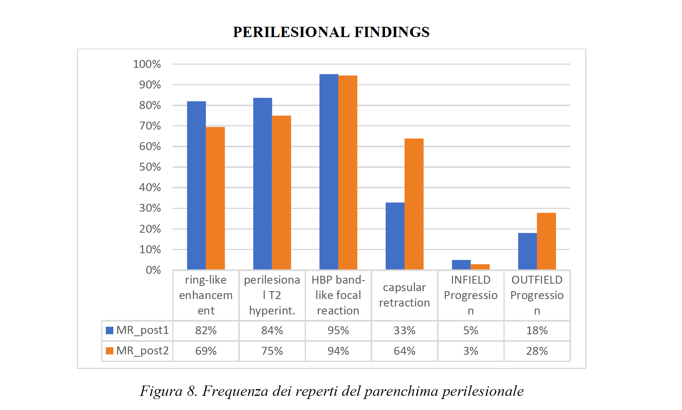 PERILESIONAL FINDINGS
100%
90%
80%
70%
60%
50%
40%
30%
20%
10%
0%
ring-like
enhancem
ent
perilesiona
l T2
hyperint.
HBP band-
like focal
reaction
capsular
retraction
INFIELD
Progressio
n
OUTFIELD
Progressio
n
MR_post1 82% 84% 95% 33% 5% 18%
MR_post2 69% 75% 94% 64% 3% 28%
Figura 8. Frequenza dei reperti del parenchima perilesionale